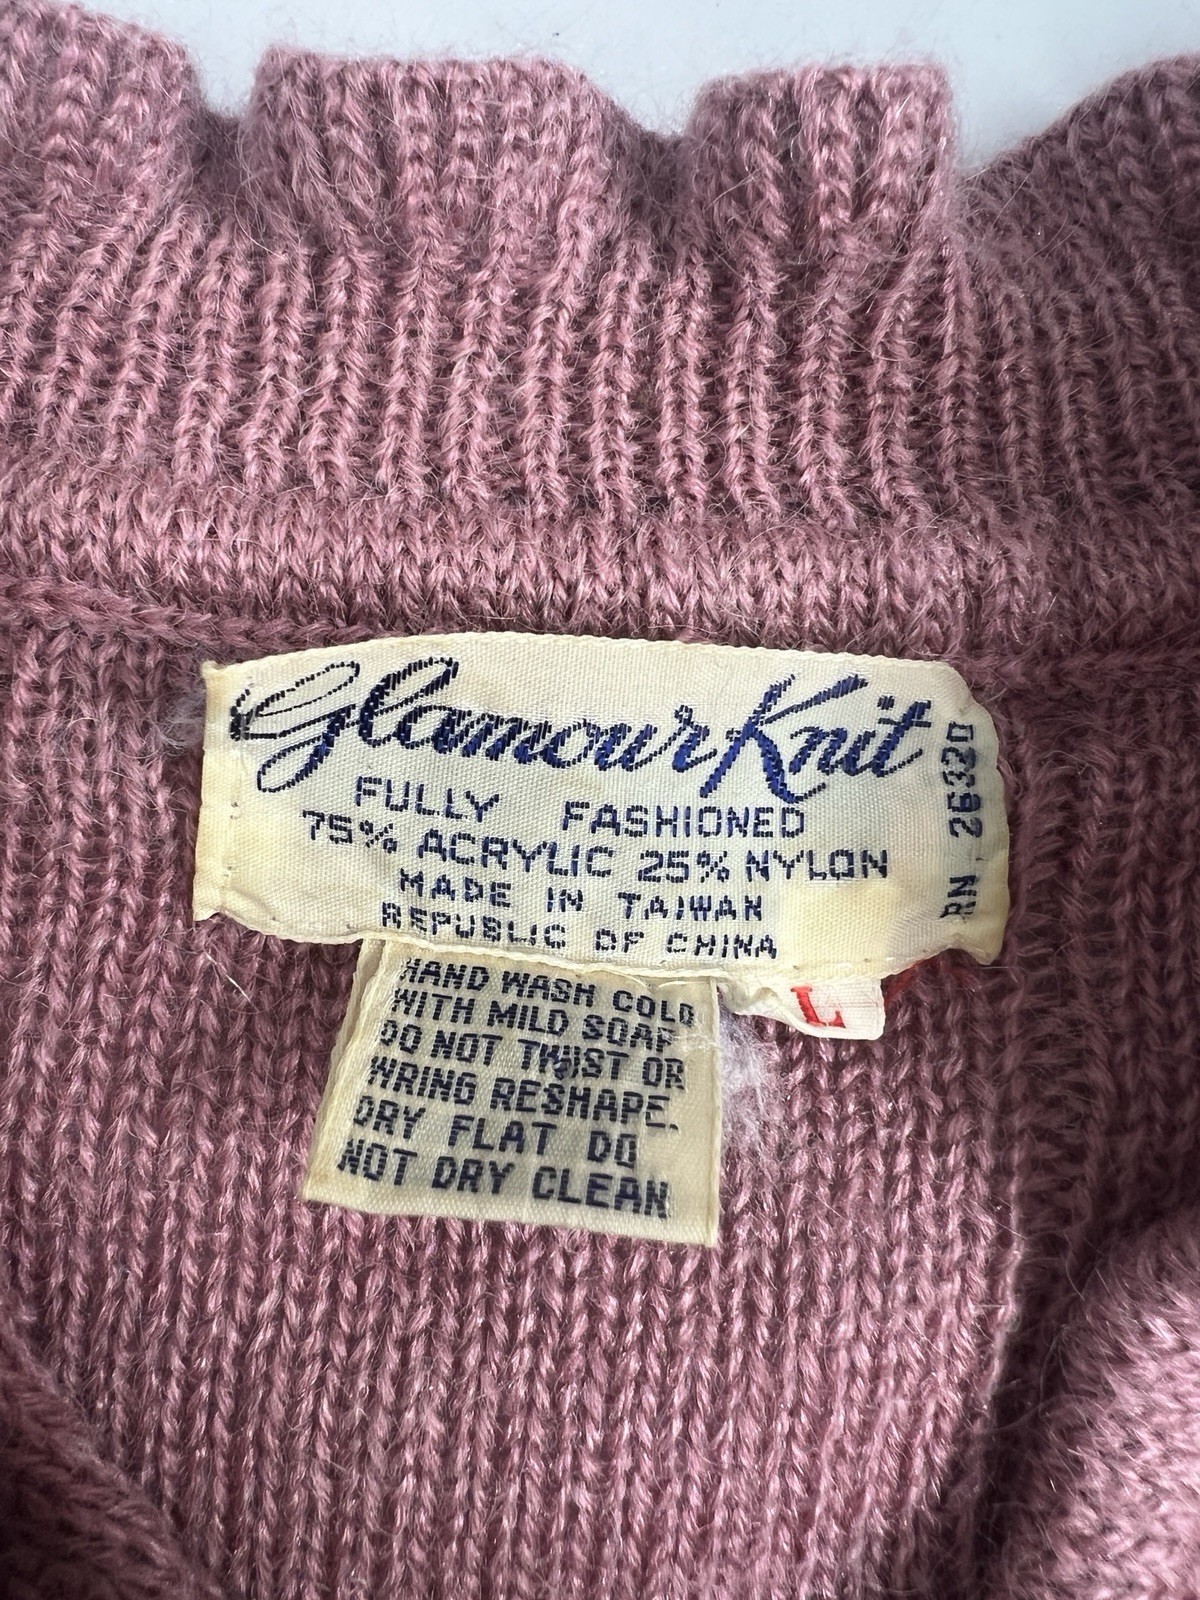 Glamour Knit
FULLY FASHIONED
75% ACRYLIC 25% NYLON
MADE IN TAIWAN
REPUBLIC OF CHINA
RN 26320
L
HAND WASH COLD
WITH MILD SOAP
DO NOT TWIST OR
WRING RESHAPE.
DRY FLAT DO
NOT DRY CLEAN